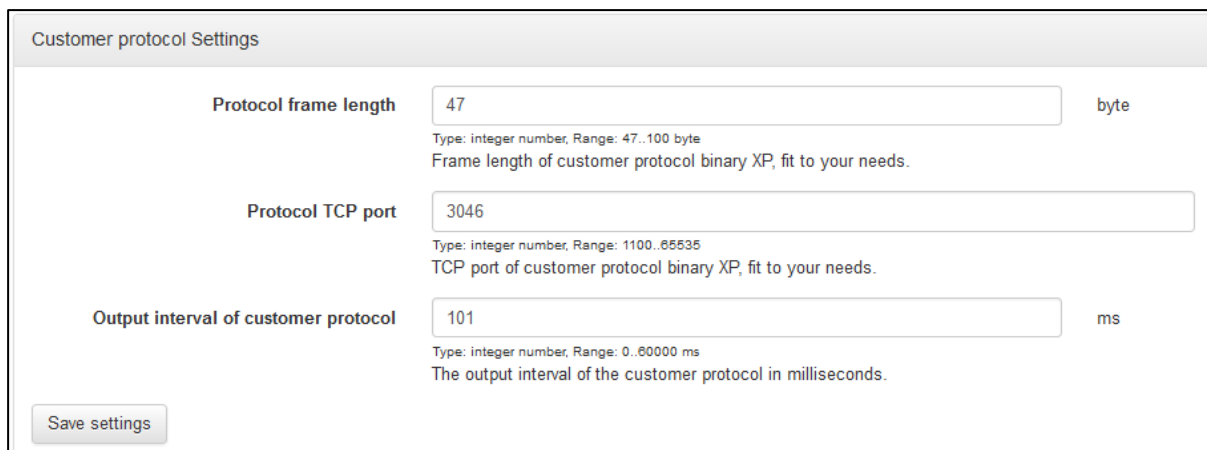 Customer protocol Settings
Protocol frame length 47 byte
Type: integer number, Range: 47..100 byte
Frame length of customer protocol binary XP, fit to your needs.
Protocol TCP port 3046
Type: integer number, Range: 1100..65535
TCP port of customer protocol binary XP, fit to your needs.
Output interval of customer protocol 101 ms
Type: integer number, Range: 0..60000 ms
The output interval of the customer protocol in milliseconds.
Save settings